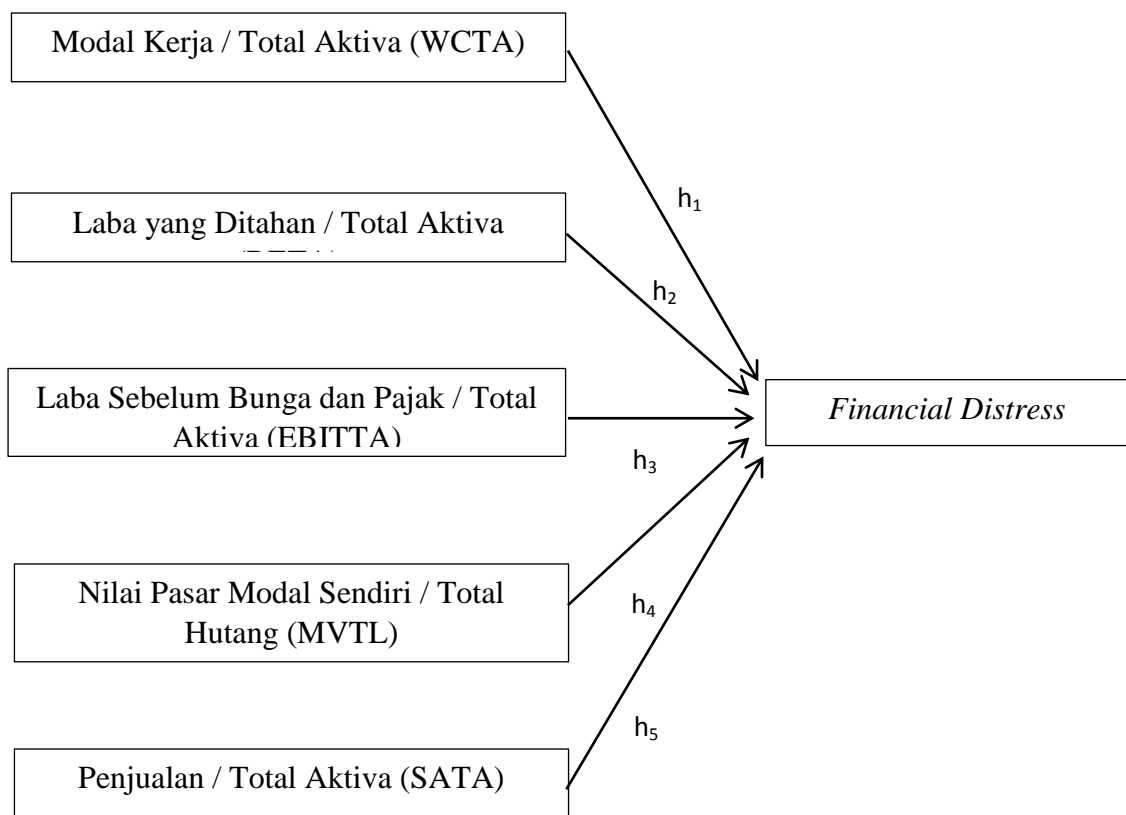 Modal Kerja / Total Aktiva (WCTA)
h₁
Laba yang Ditahan / Total Aktiva
h₂
Laba Sebelum Bunga dan Pajak / Total
Aktiva (EBITTA)
Financial Distress
h₃
Nilai Pasar Modal Sendiri / Total
Hutang (MVTL)
h₄
h₅
Penjualan / Total Aktiva (SATA)